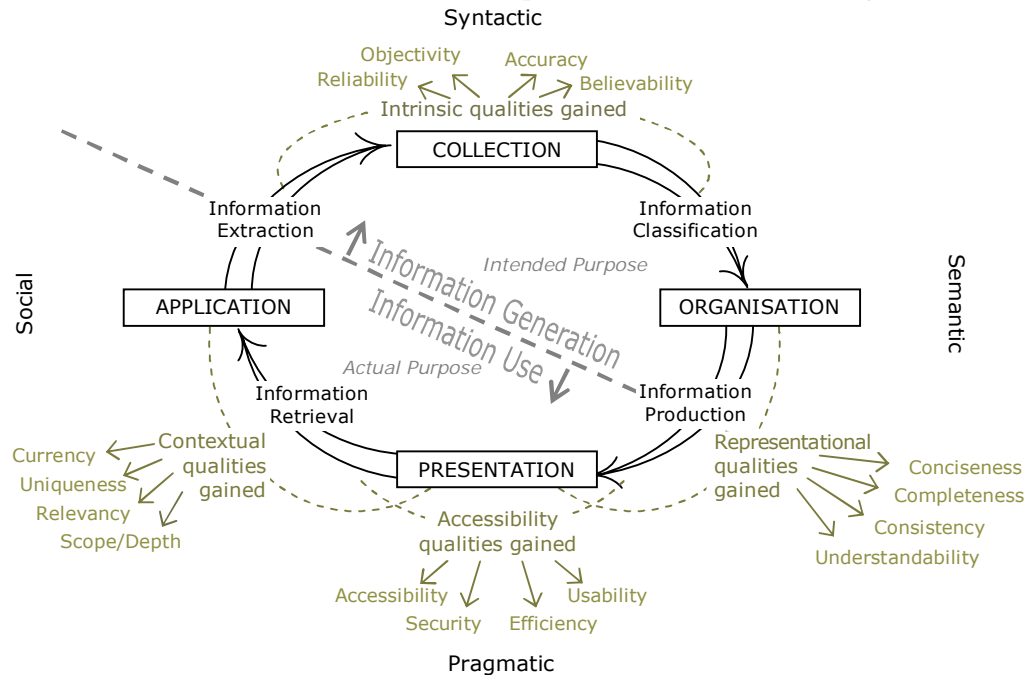 Syntactic
Objectivity
Accuracy
Reliability
Believability
Intrinsic qualities gained
COLLECTION
Information
Extraction
Information
Classification
Information Generation
Intended Purpose
Social
APPLICATION
ORGANISATION
Semantic
Information Use
Actual Purpose
Information
Retrieval
Information
Production
Contextual
qualities
gained
Currency
Uniqueness
Relevancy
Scope/Depth
PRESENTATION
Representational
qualities
gained
Conciseness
Completeness
Consistency
Understandability
Accessibility
qualities gained
Accessibility
Usability
Security
Efficiency
Pragmatic